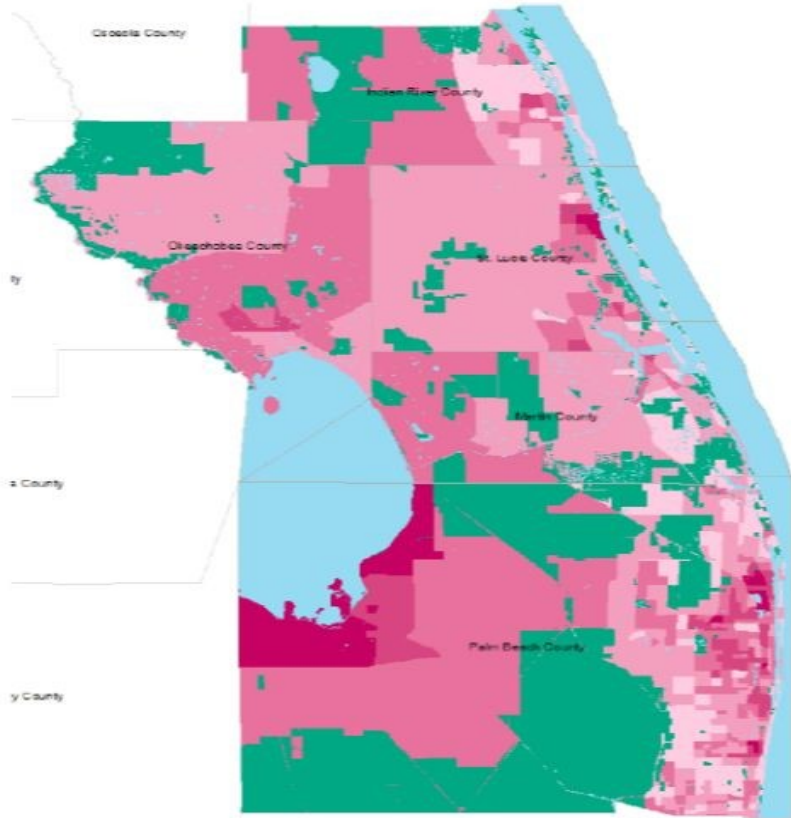 Osceola County
Indian River County
Okeechobee County
St. Lucie County
y
Martin County
s County
Palm Beach County
y County